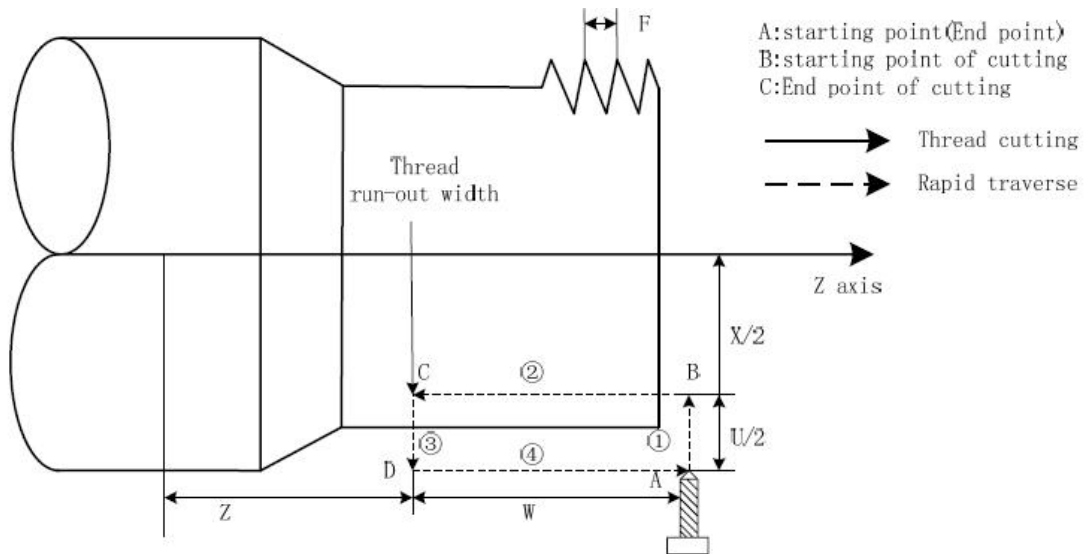 F
A:starting point(End point)
B:starting point of cutting
C:End point of cutting
Thread cutting
Rapid traverse
Thread
run-out width
Z axis
X/2
C
②
B
U/2
③
④
①
D
A
Z
W